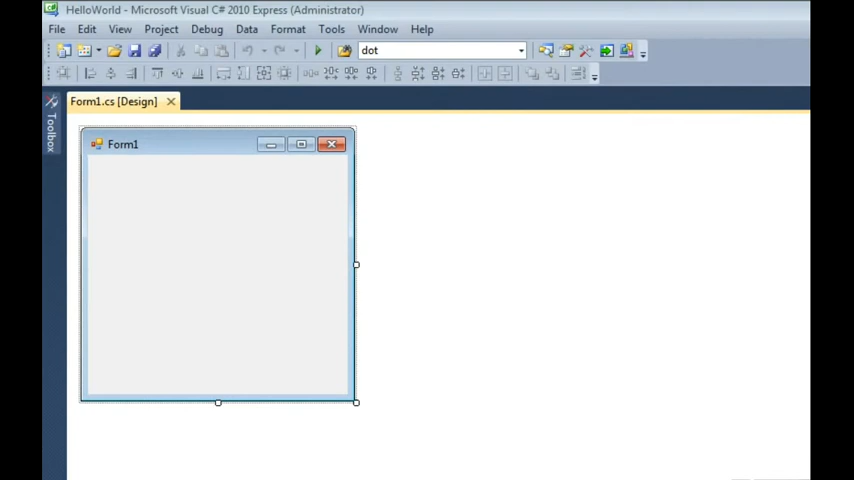 HelloWorld - Microsoft Visual C# 2010 Express (Administrator)
File Edit View Project Debug Data Format Tools Window Help
dot
Form1.cs [Design]
Toolbox
Form1